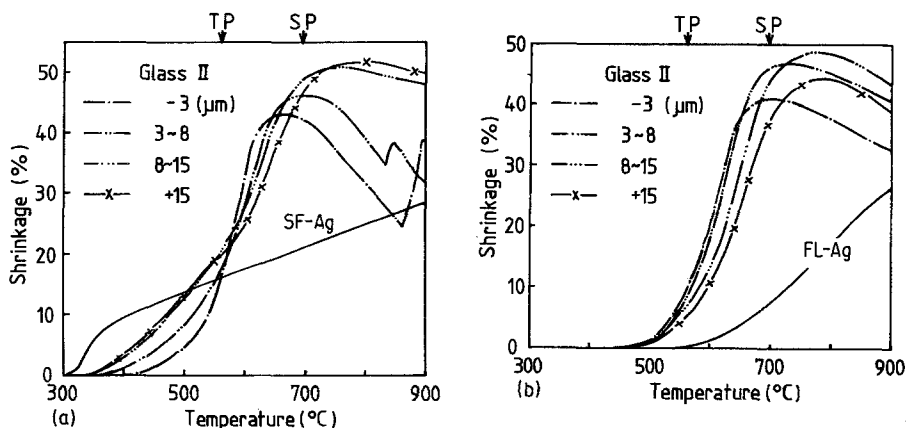 TP SP
50
40
30
20
10
0
Shrinkage (%)
Glass II
-3 (μm)
3~8
8~15
+15
SF-Ag
300 500 700 900
(a) Temperature (°C)
TP SP
50
40
30
20
10
0
Shrinkage (%)
Glass II
-3 (μm)
3~8
8~15
+15
FL-Ag
300 500 700 900
(b) Temperature (°C)